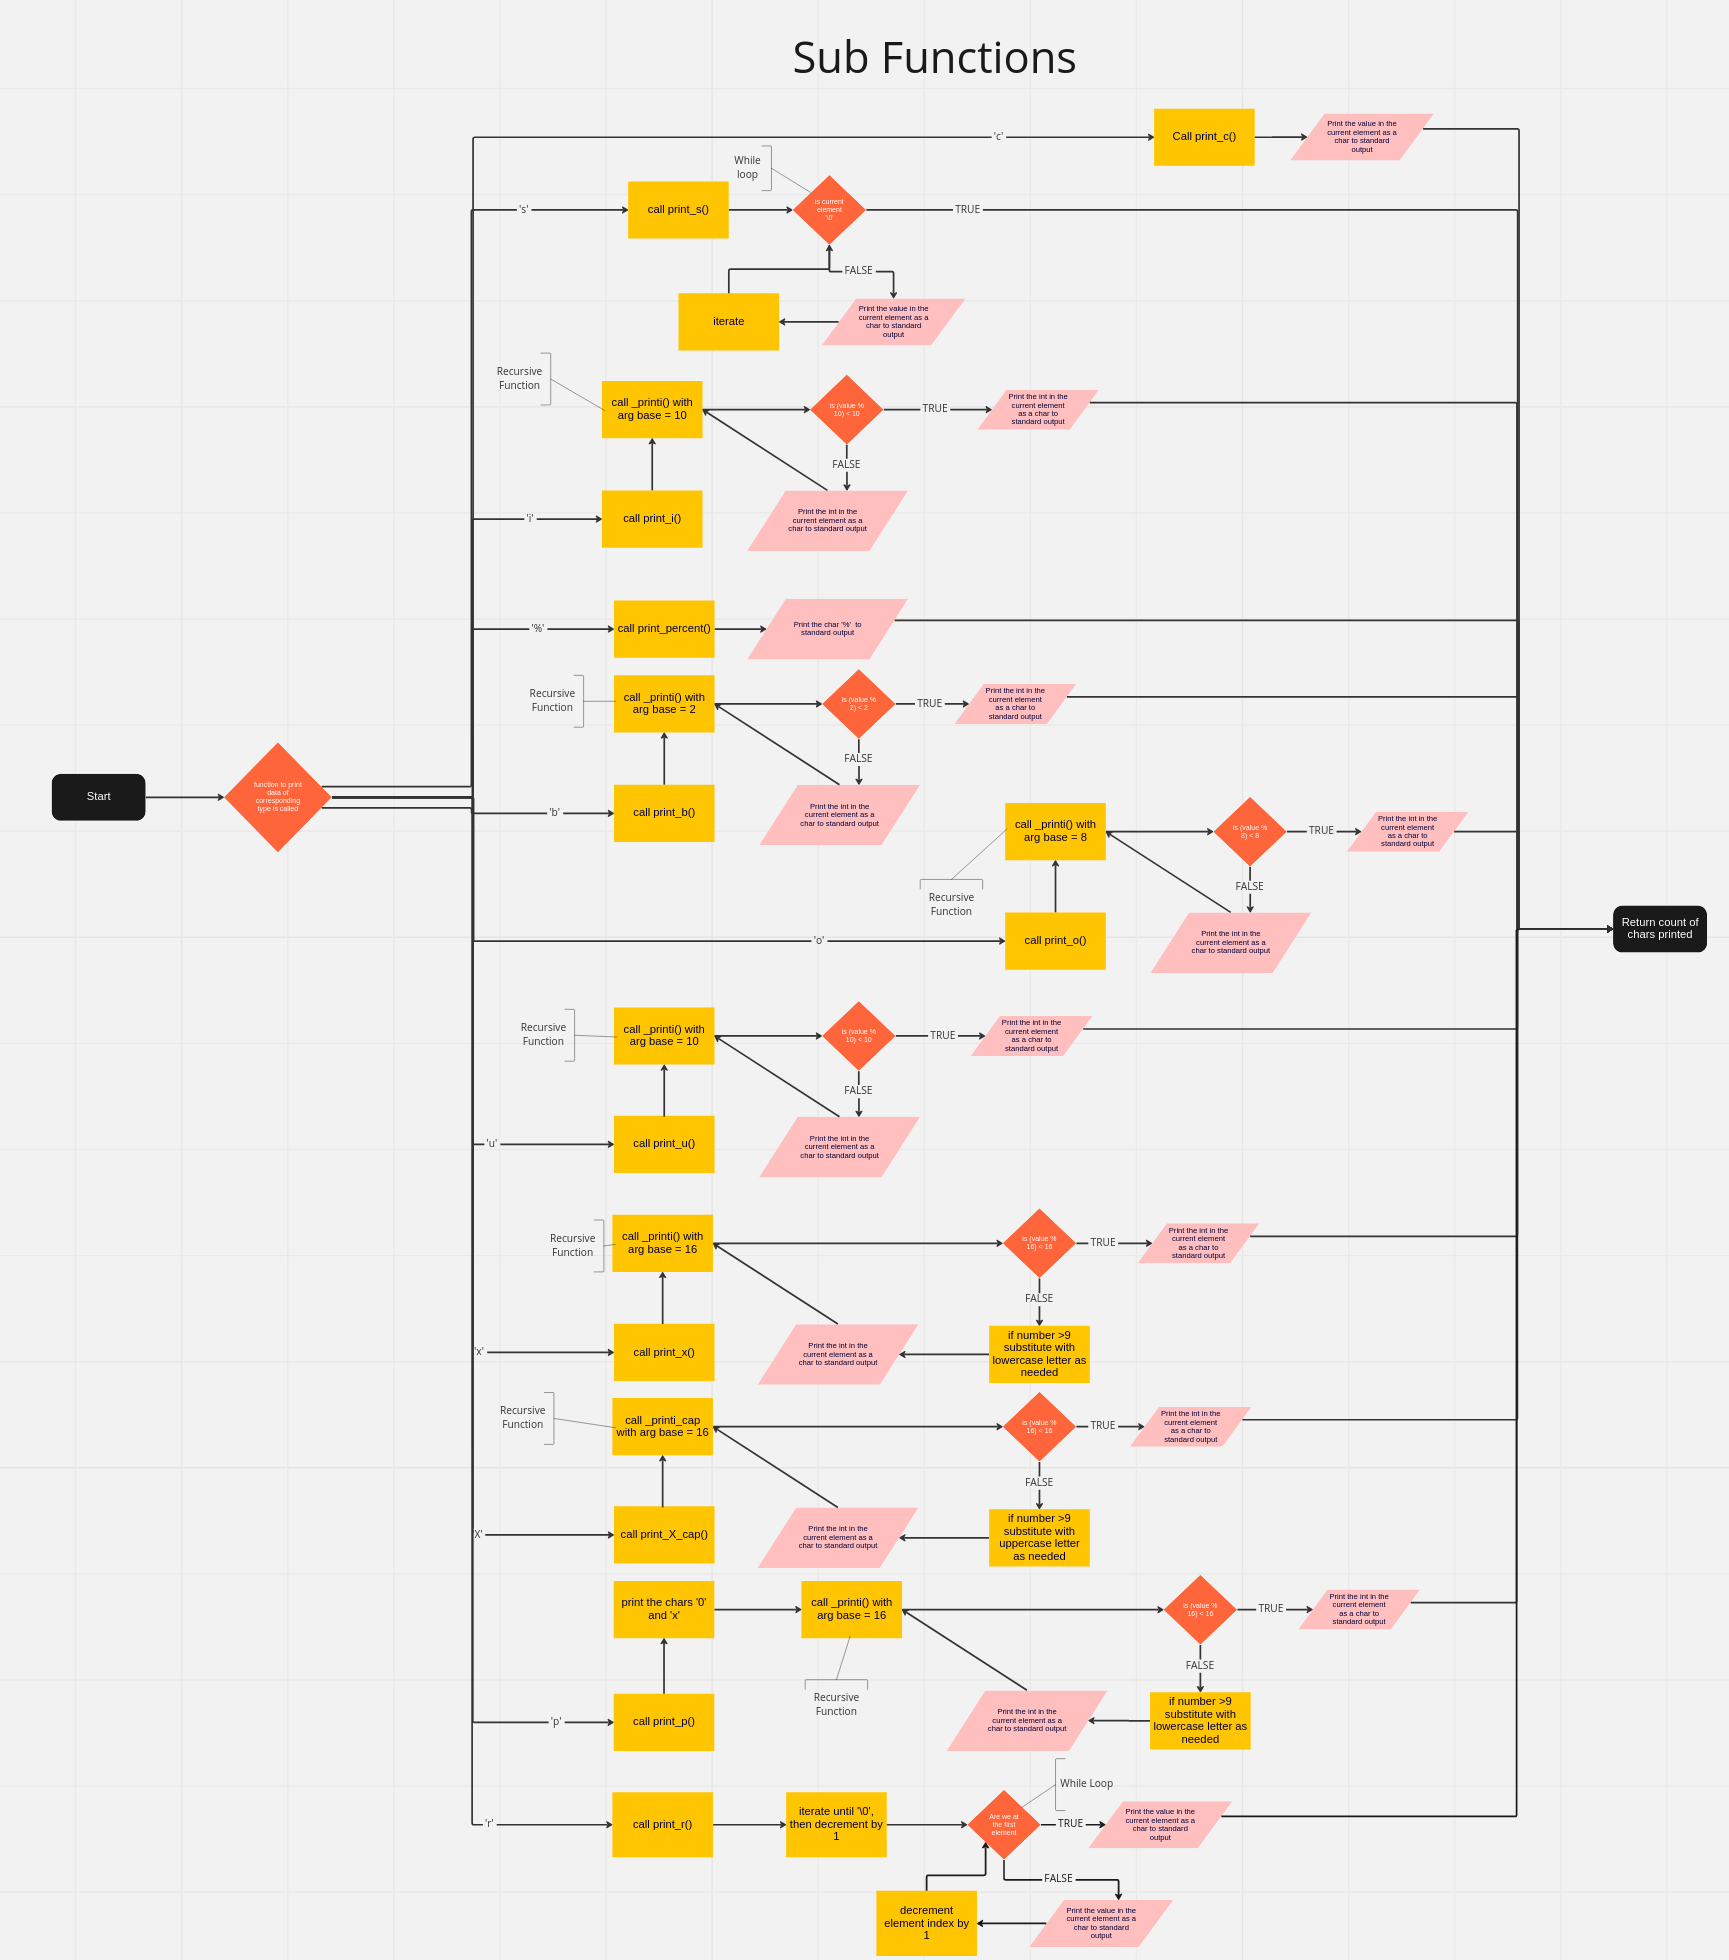 Sub Functions
'c'
Call print_c()
Print the value in the
current element as a
char to standard
output
While
loop
's'
call print_s()
is current
element
'\0'
TRUE
FALSE
iterate
Print the value in the
current element as a
char to standard
output
Recursive
Function
call _printi() with
arg base = 10
is (value %
10) < 10
TRUE
Print the int in the
current element
as a char to
standard output
FALSE
'i'
call print_i()
Print the int in the
current element as a
char to standard output
'%'
call print_percent()
Print the char '%' to
standard output
Recursive
Function
call _printi() with
arg base = 2
is (value %
2) < 2
TRUE
Print the int in the
current element
as a char to
standard output
FALSE
Start
function to print
data of
corresponding
type is called
'b'
call print_b()
Print the int in the
current element as a
char to standard output
call _printi() with
arg base = 8
is (value %
8) < 8
TRUE
Print the int in the
current element
as a char to
standard output
FALSE
Recursive
Function
'o'
call print_o()
Print the int in the
current element as a
char to standard output
Return count of
chars printed
Recursive
Function
call _printi() with
arg base = 10
is (value %
10) < 10
TRUE
Print the int in the
current element
as a char to
standard output
FALSE
'u'
call print_u()
Print the int in the
current element as a
char to standard output
Recursive
Function
call _printi() with
arg base = 16
is (value %
16) < 16
TRUE
Print the int in the
current element
as a char to
standard output
FALSE
'x'
call print_x()
Print the int in the
current element as a
char to standard output
if number >9
substitute with
lowercase letter as
needed
Recursive
Function
call _printi_cap
with arg base = 16
is (value %
16) < 16
TRUE
Print the int in the
current element
as a char to
standard output
FALSE
'X'
call print_X_cap()
Print the int in the
current element as a
char to standard output
if number >9
substitute with
uppercase letter
as needed
print the chars '0'
and 'x'
call _printi() with
arg base = 16
is (value %
16) < 16
TRUE
Print the int in the
current element
as a char to
standard output
FALSE
Recursive
Function
'p'
call print_p()
Print the int in the
current element as a
char to standard output
if number >9
substitute with
lowercase letter as
needed
While Loop
'r'
call print_r()
iterate until '\0',
then decrement by
1
Are we at
the first
element
TRUE
Print the value in the
current element as a
char to standard
output
FALSE
decrement
element index by
1
Print the value in the
current element as a
char to standard
output